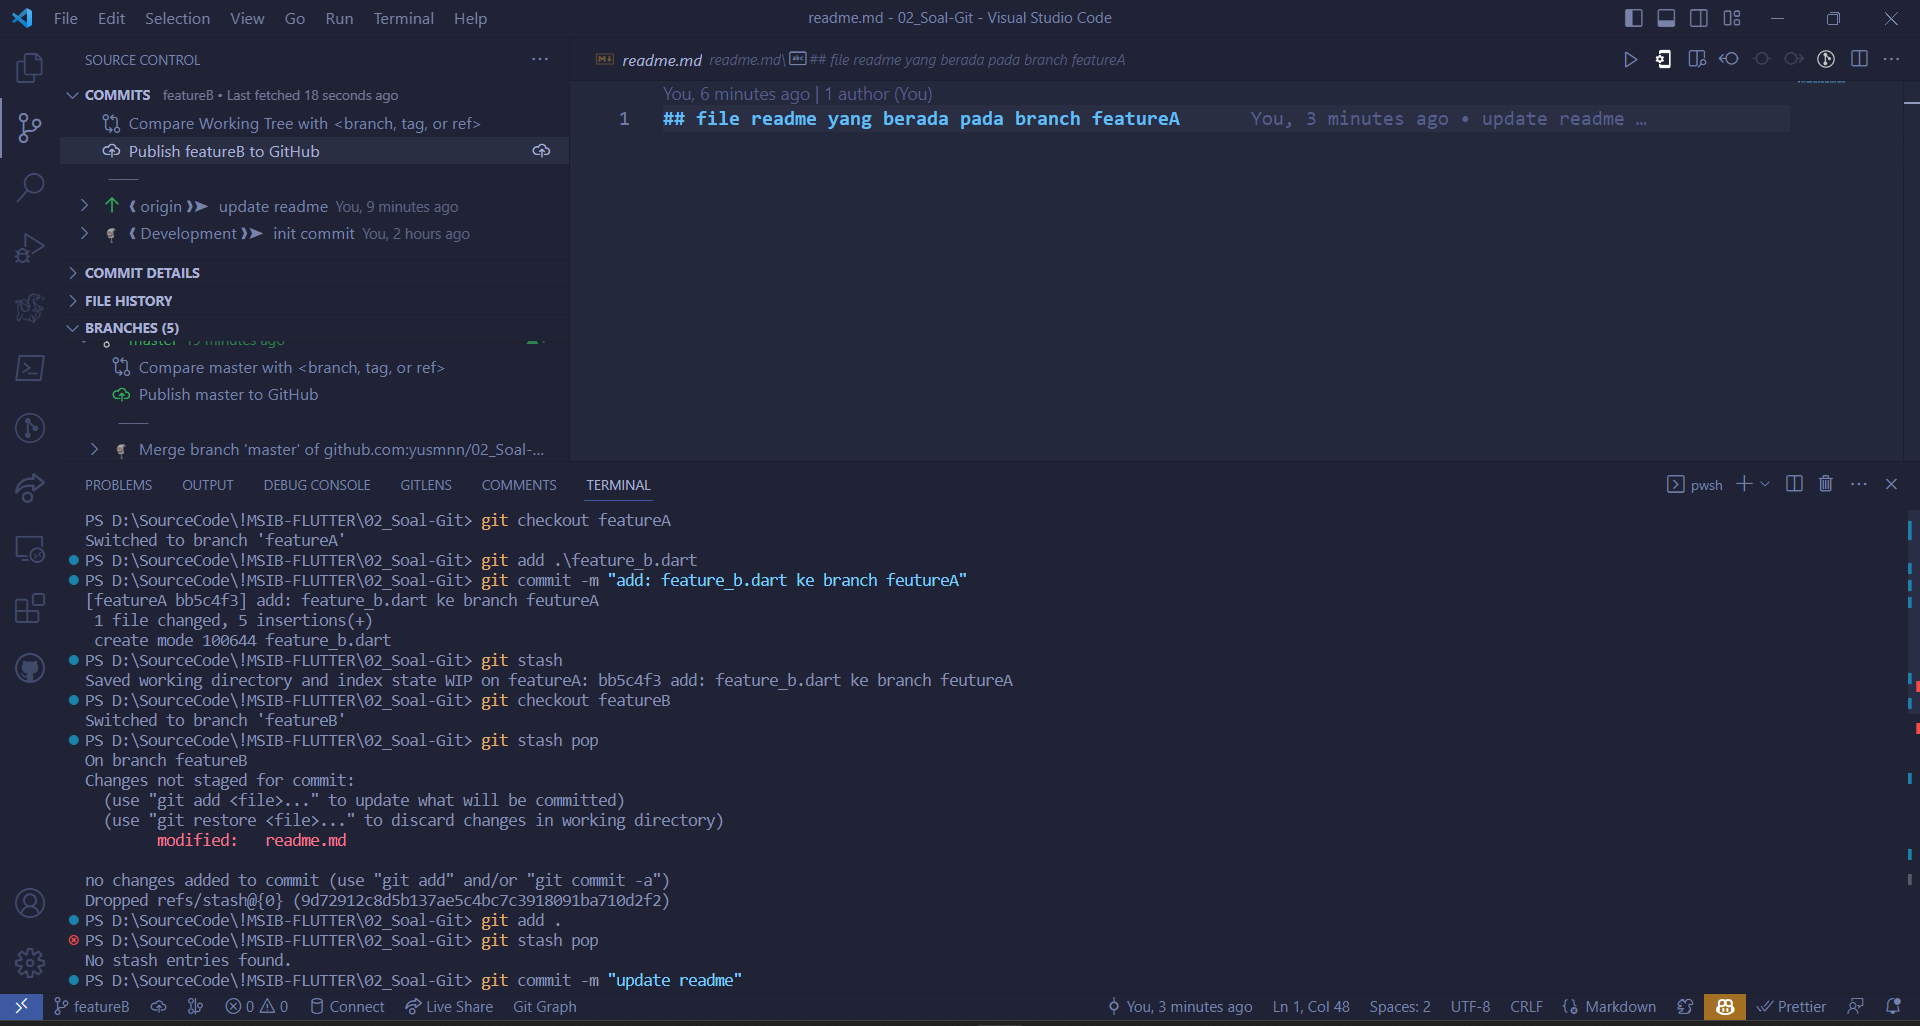 File Edit Selection View Go Run Terminal Help
readme.md - 02_Soal-Git - Visual Studio Code
SOURCE CONTROL
COMMITS featureB • Last fetched 18 seconds ago
Compare Working Tree with <branch, tag, or ref>
Publish featureB to GitHub
origin update readme You, 9 minutes ago
Development init commit You, 2 hours ago
COMMIT DETAILS
FILE HISTORY
BRANCHES (5)
Compare master with <branch, tag, or ref>
Publish master to GitHub
Merge branch 'master' of github.com:yusmnn/02_Soal-...
readme.md readme.md\ ## file readme yang berada pada branch featureA
You, 6 minutes ago | 1 author (You)
1 ## file readme yang berada pada branch featureA You, 3 minutes ago • update readme …
PROBLEMS OUTPUT DEBUG CONSOLE GITLENS COMMENTS TERMINAL
pwsh
PS D:\SourceCode\!MSIB-FLUTTER\02_Soal-Git> git checkout featureA
Switched to branch 'featureA'
PS D:\SourceCode\!MSIB-FLUTTER\02_Soal-Git> git add .\feature_b.dart
PS D:\SourceCode\!MSIB-FLUTTER\02_Soal-Git> git commit -m "add: feature_b.dart ke branch feutureA"
[featureA bb5c4f3] add: feature_b.dart ke branch feutureA
1 file changed, 5 insertions(+)
create mode 100644 feature_b.dart
PS D:\SourceCode\!MSIB-FLUTTER\02_Soal-Git> git stash
Saved working directory and index state WIP on featureA: bb5c4f3 add: feature_b.dart ke branch feutureA
PS D:\SourceCode\!MSIB-FLUTTER\02_Soal-Git> git checkout featureB
Switched to branch 'featureB'
PS D:\SourceCode\!MSIB-FLUTTER\02_Soal-Git> git stash pop
On branch featureB
Changes not staged for commit:
(use "git add <file>..." to update what will be committed)
(use "git restore <file>..." to discard changes in working directory)
modified: readme.md
no changes added to commit (use "git add" and/or "git commit -a")
Dropped refs/stash@{0} (9d72912c8d5b137ae5c4bc7c3918091ba710d2f2)
PS D:\SourceCode\!MSIB-FLUTTER\02_Soal-Git> git add .
PS D:\SourceCode\!MSIB-FLUTTER\02_Soal-Git> git stash pop
No stash entries found.
PS D:\SourceCode\!MSIB-FLUTTER\02_Soal-Git> git commit -m "update readme"
featureB 0 0 Connect Live Share Git Graph You, 3 minutes ago Ln 1, Col 48 Spaces: 2 UTF-8 CRLF Markdown Prettier